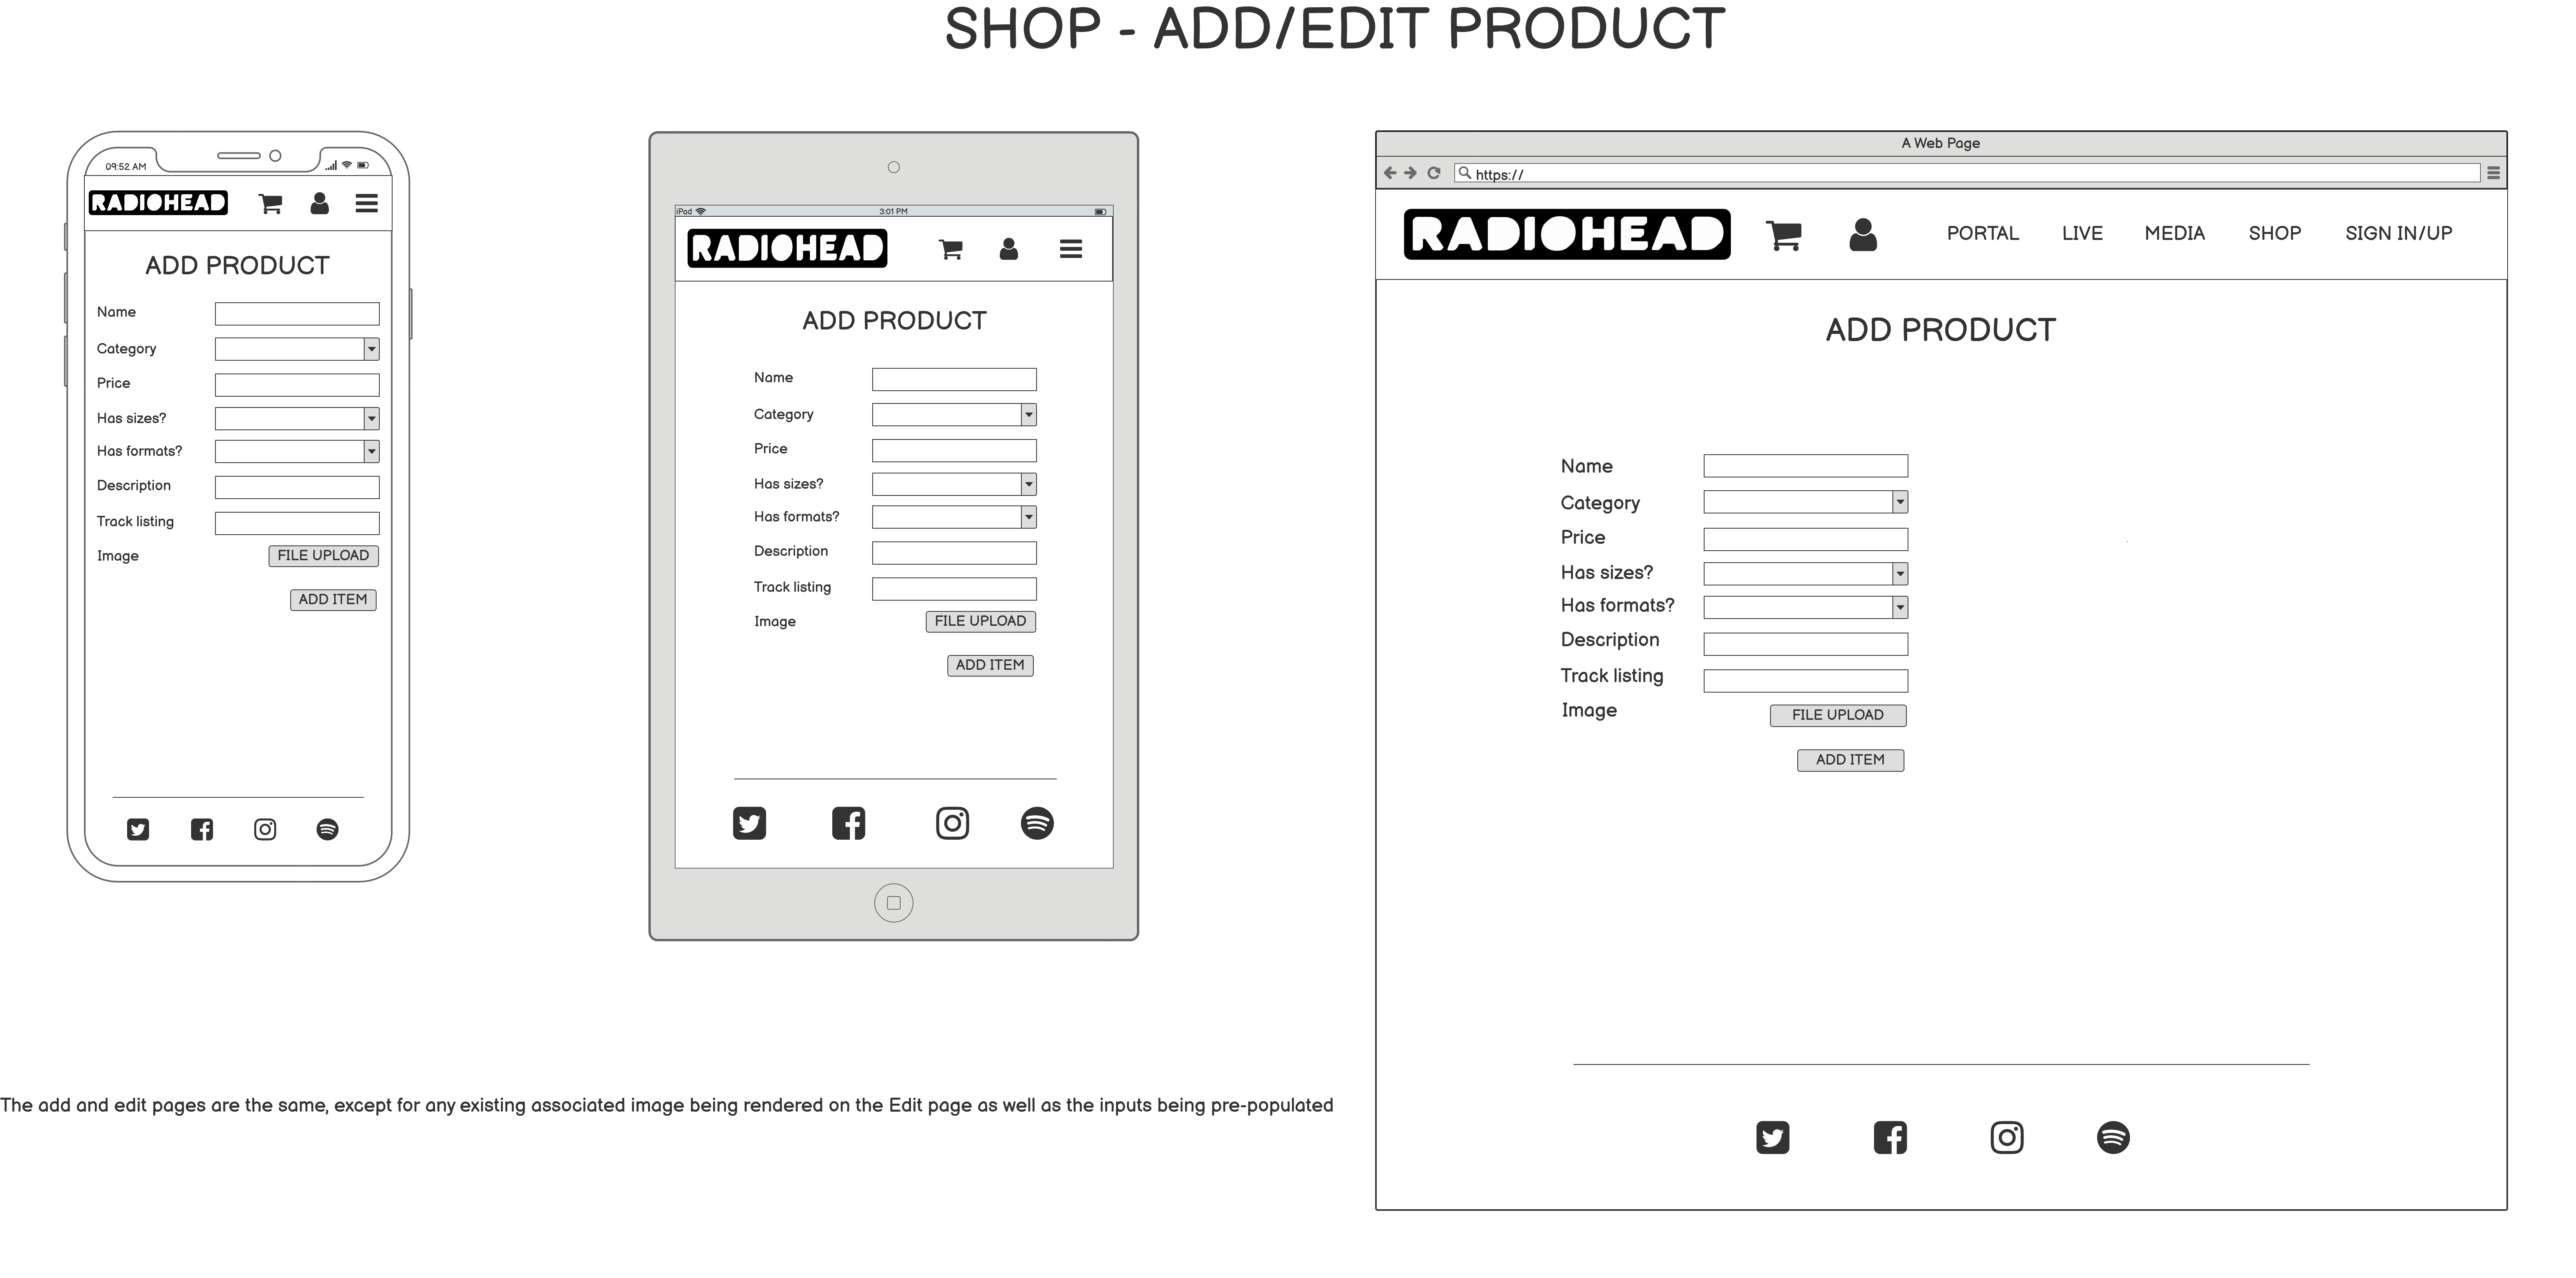 SHOP - ADD/EDIT PRODUCT
09:52 AM
RADIOHEAD
ADD PRODUCT
Name
Category
Price
Has sizes?
Has formats?
Description
Track listing
Image FILE UPLOAD
ADD ITEM
iPad 3:01 PM
RADIOHEAD
ADD PRODUCT
Name
Category
Price
Has sizes?
Has formats?
Description
Track listing
Image FILE UPLOAD
ADD ITEM
A Web Page
https://
RADIOHEAD PORTAL LIVE MEDIA SHOP SIGN IN/UP
ADD PRODUCT
Name
Category
Price
Has sizes?
Has formats?
Description
Track listing
Image FILE UPLOAD
ADD ITEM
The add and edit pages are the same, except for any existing associated image being rendered on the Edit page as well as the inputs being pre-populated